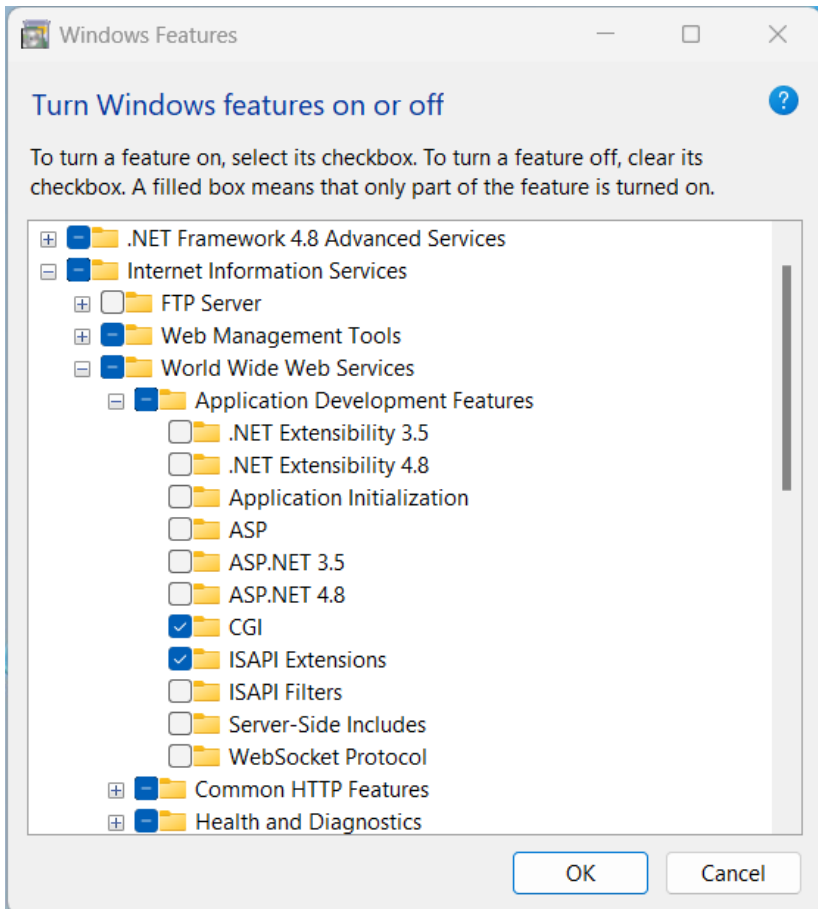 Windows Features
Turn Windows features on or off
?
To turn a feature on, select its checkbox. To turn a feature off, clear its
checkbox. A filled box means that only part of the feature is turned on.
.NET Framework 4.8 Advanced Services
Internet Information Services
FTP Server
Web Management Tools
World Wide Web Services
Application Development Features
.NET Extensibility 3.5
.NET Extensibility 4.8
Application Initialization
ASP
ASP.NET 3.5
ASP.NET 4.8
CGI
ISAPI Extensions
ISAPI Filters
Server-Side Includes
WebSocket Protocol
Common HTTP Features
Health and Diagnostics
OK
Cancel